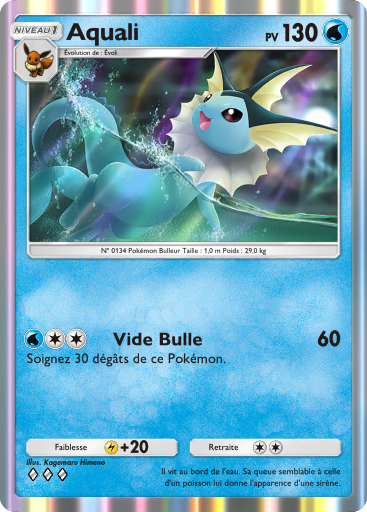 NIVEAU 1
Aquali
PV 130
Évolution de : Évoli
N° 0134 Pokémon Bulleur Taille : 1,0 m Poids : 29,0 kg
Vide Bulle 60
Soignez 30 dégâts de ce Pokémon.
Faiblesse +20 Retraite
Illus. Kagemaru Himeno
Il vit au bord de l'eau. Sa queue semblable à celle
d'un poisson lui donne l'apparence d'une sirène.